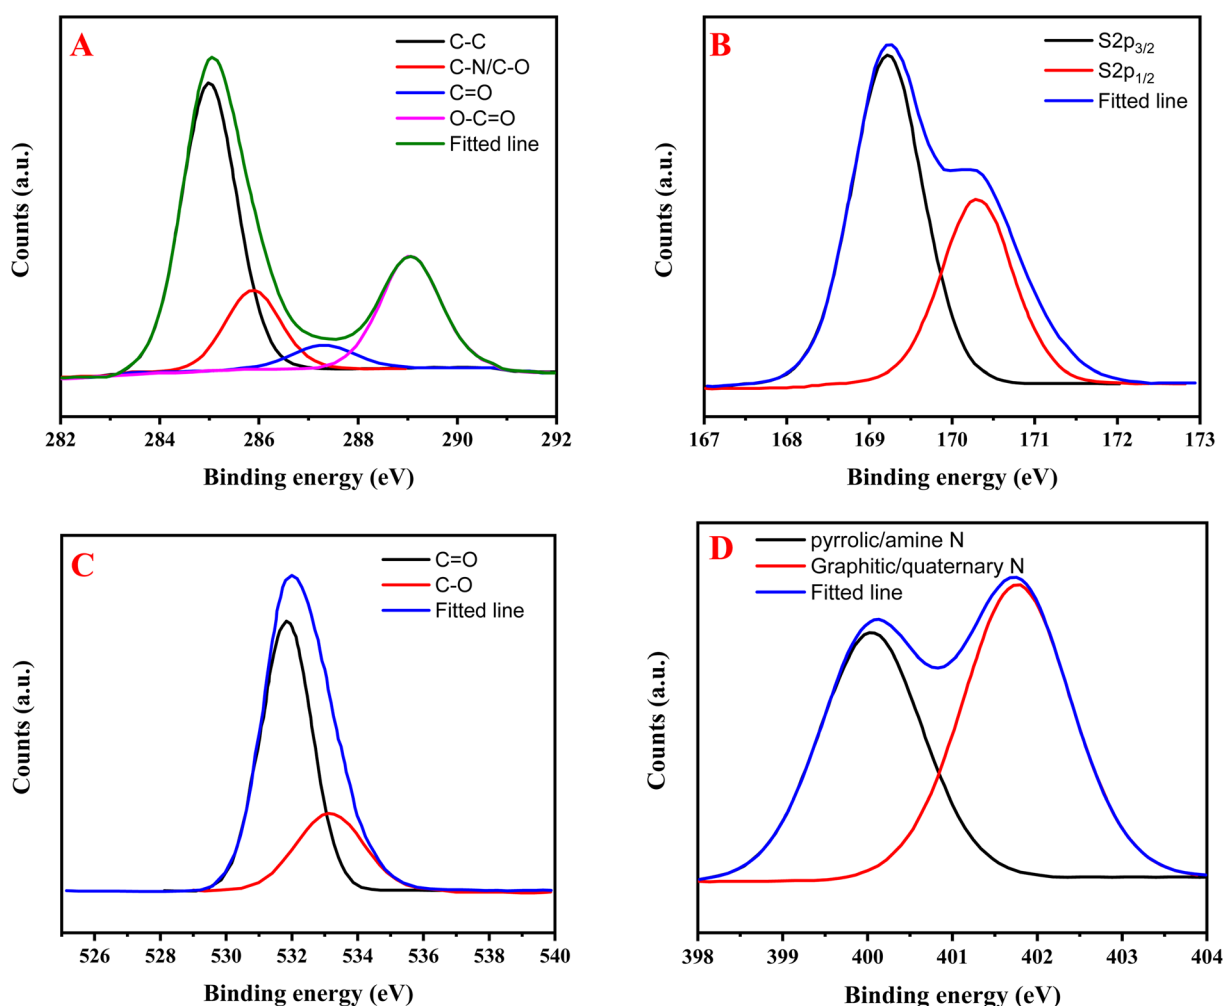 A
C-C
C-N/C-O
C=O
O-C=O
Fitted line
Counts (a.u.)
282 284 286 288 290 292
Binding energy (eV)
B
S2p3/2
S2p1/2
Fitted line
Counts (a.u.)
167 168 169 170 171 172 173
Binding energy (eV)
C
C=O
C-O
Fitted line
Counts (a.u.)
526 528 530 532 534 536 538 540
Binding energy (eV)
D
pyrrolic/amine N
Graphitic/quaternary N
Fitted line
Counts (a.u.)
398 399 400 401 402 403 404
Binding energy (eV)